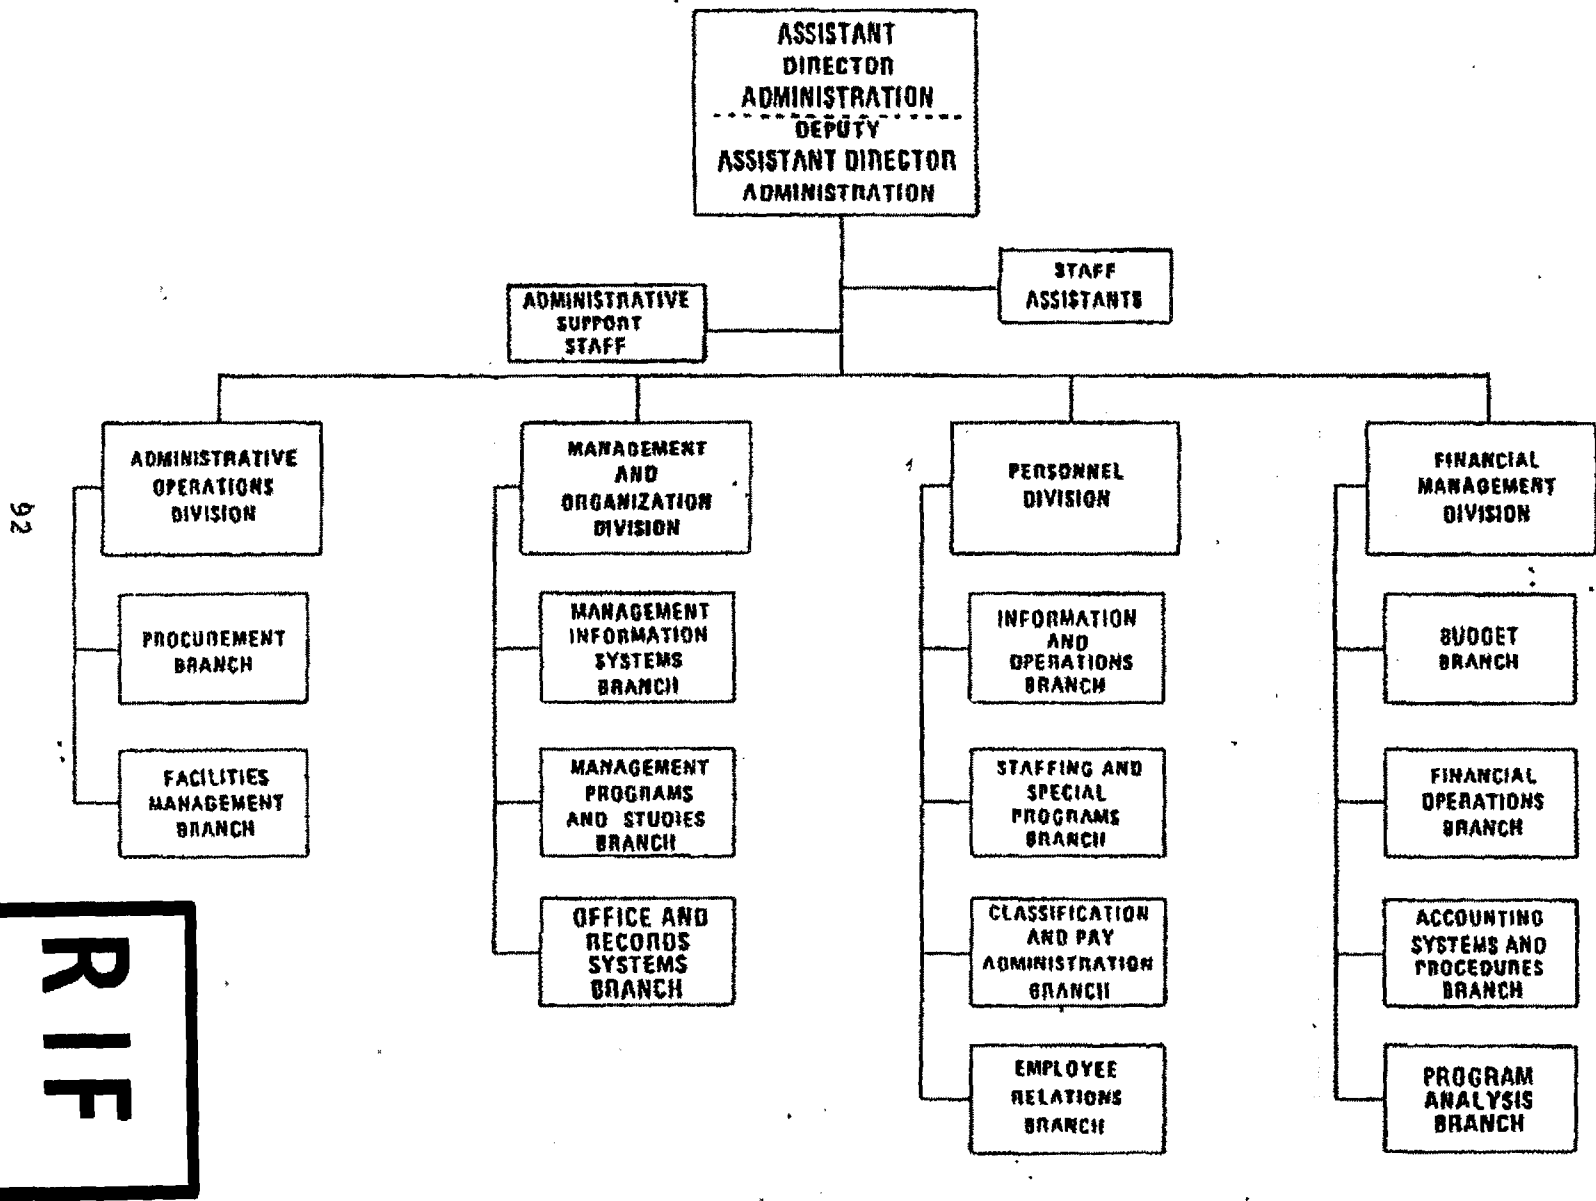 ASSISTANT
DIRECTOR
ADMINISTRATION
DEPUTY
ASSISTANT DIRECTOR
ADMINISTRATION
STAFF
ASSISTANTS
ADMINISTRATIVE
SUPPORT
STAFF
ADMINISTRATIVE
OPERATIONS
DIVISION
PROCUREMENT
BRANCH
FACILITIES
MANAGEMENT
BRANCH
MANAGEMENT
AND
ORGANIZATION
DIVISION
MANAGEMENT
INFORMATION
SYSTEMS
BRANCH
MANAGEMENT
PROGRAMS
AND STUDIES
BRANCH
OFFICE AND
RECORDS
SYSTEMS
BRANCH
PERSONNEL
DIVISION
INFORMATION
AND
OPERATIONS
BRANCH
STAFFING AND
SPECIAL
PROGRAMS
BRANCH
CLASSIFICATION
AND PAY
ADMINISTRATION
BRANCH
EMPLOYEE
RELATIONS
BRANCH
FINANCIAL
MANAGEMENT
DIVISION
BUDGET
BRANCH
FINANCIAL
OPERATIONS
BRANCH
ACCOUNTING
SYSTEMS AND
PROCEDURES
BRANCH
PROGRAM
ANALYSIS
BRANCH
92
RIF